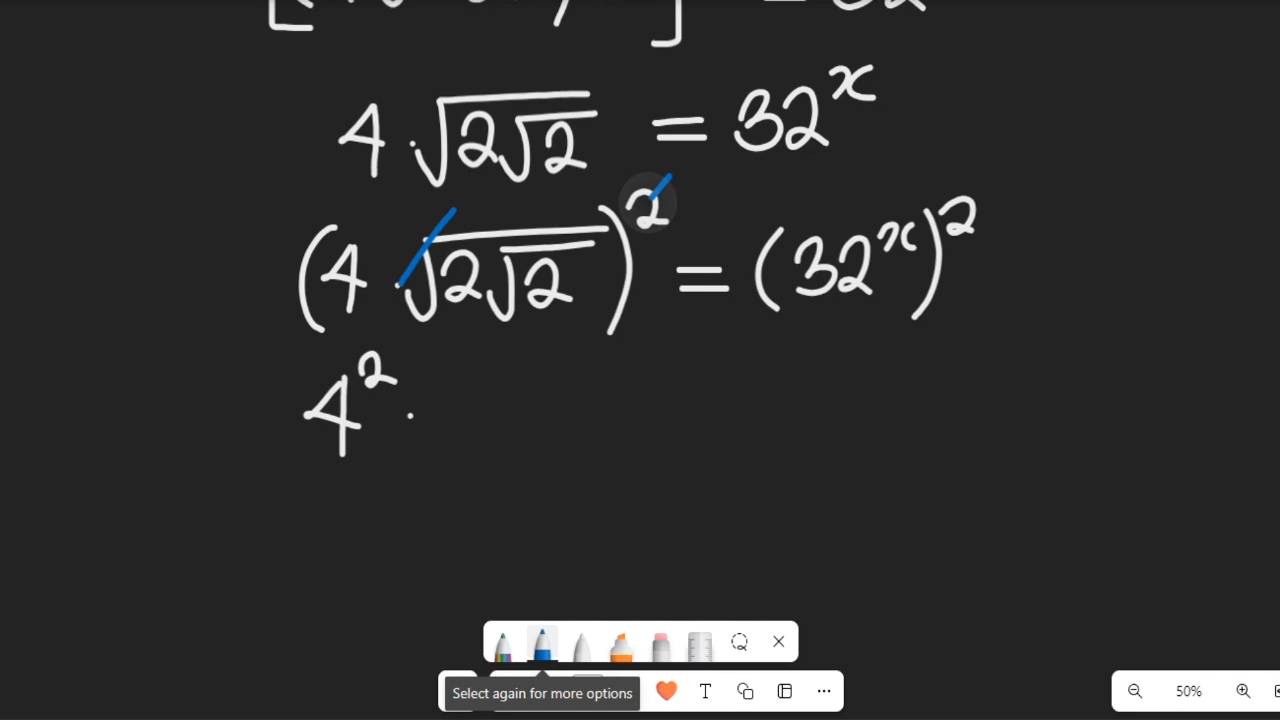 4 √(2√2) = 32^x
(4 √(2√2))^2 = (32^x)^2
4^2 .
Select again for more options
T
50%